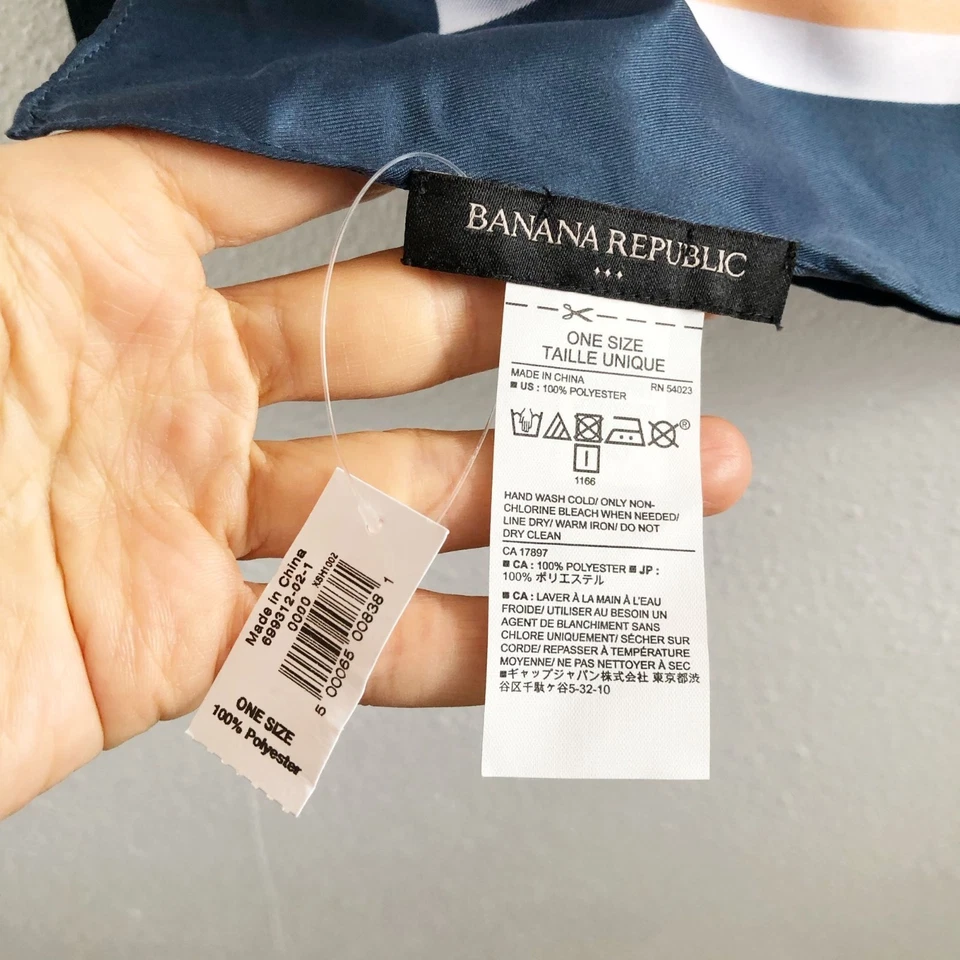 BANANA REPUBLIC
ONE SIZE
TAILLE UNIQUE
MADE IN CHINA RN 54023
US : 100% POLYESTER
®
1166
HAND WASH COLD/ ONLY NON-
CHLORINE BLEACH WHEN NEEDED/
LINE DRY/ WARM IRON/ DO NOT
DRY CLEAN
CA 17897
CA : 100% POLYESTER JP :
100% ポリエステル
CA : LAVER À LA MAIN À L'EAU
FROIDE/ UTILISER AU BESOIN UN
AGENT DE BLANCHIMENT SANS
CHLORE UNIQUEMENT/ SÉCHER SUR
CORDE/ REPASSER À TEMPÉRATURE
MOYENNE/ NE PAS NETTOYER À SEC
ギャップジャパン株式会社 東京都渋
谷区千駄ヶ谷5-32-10
Made in China
699312-02-1
0000 XSH1002
5 00065 00838 1
ONE SIZE
100% Polyester